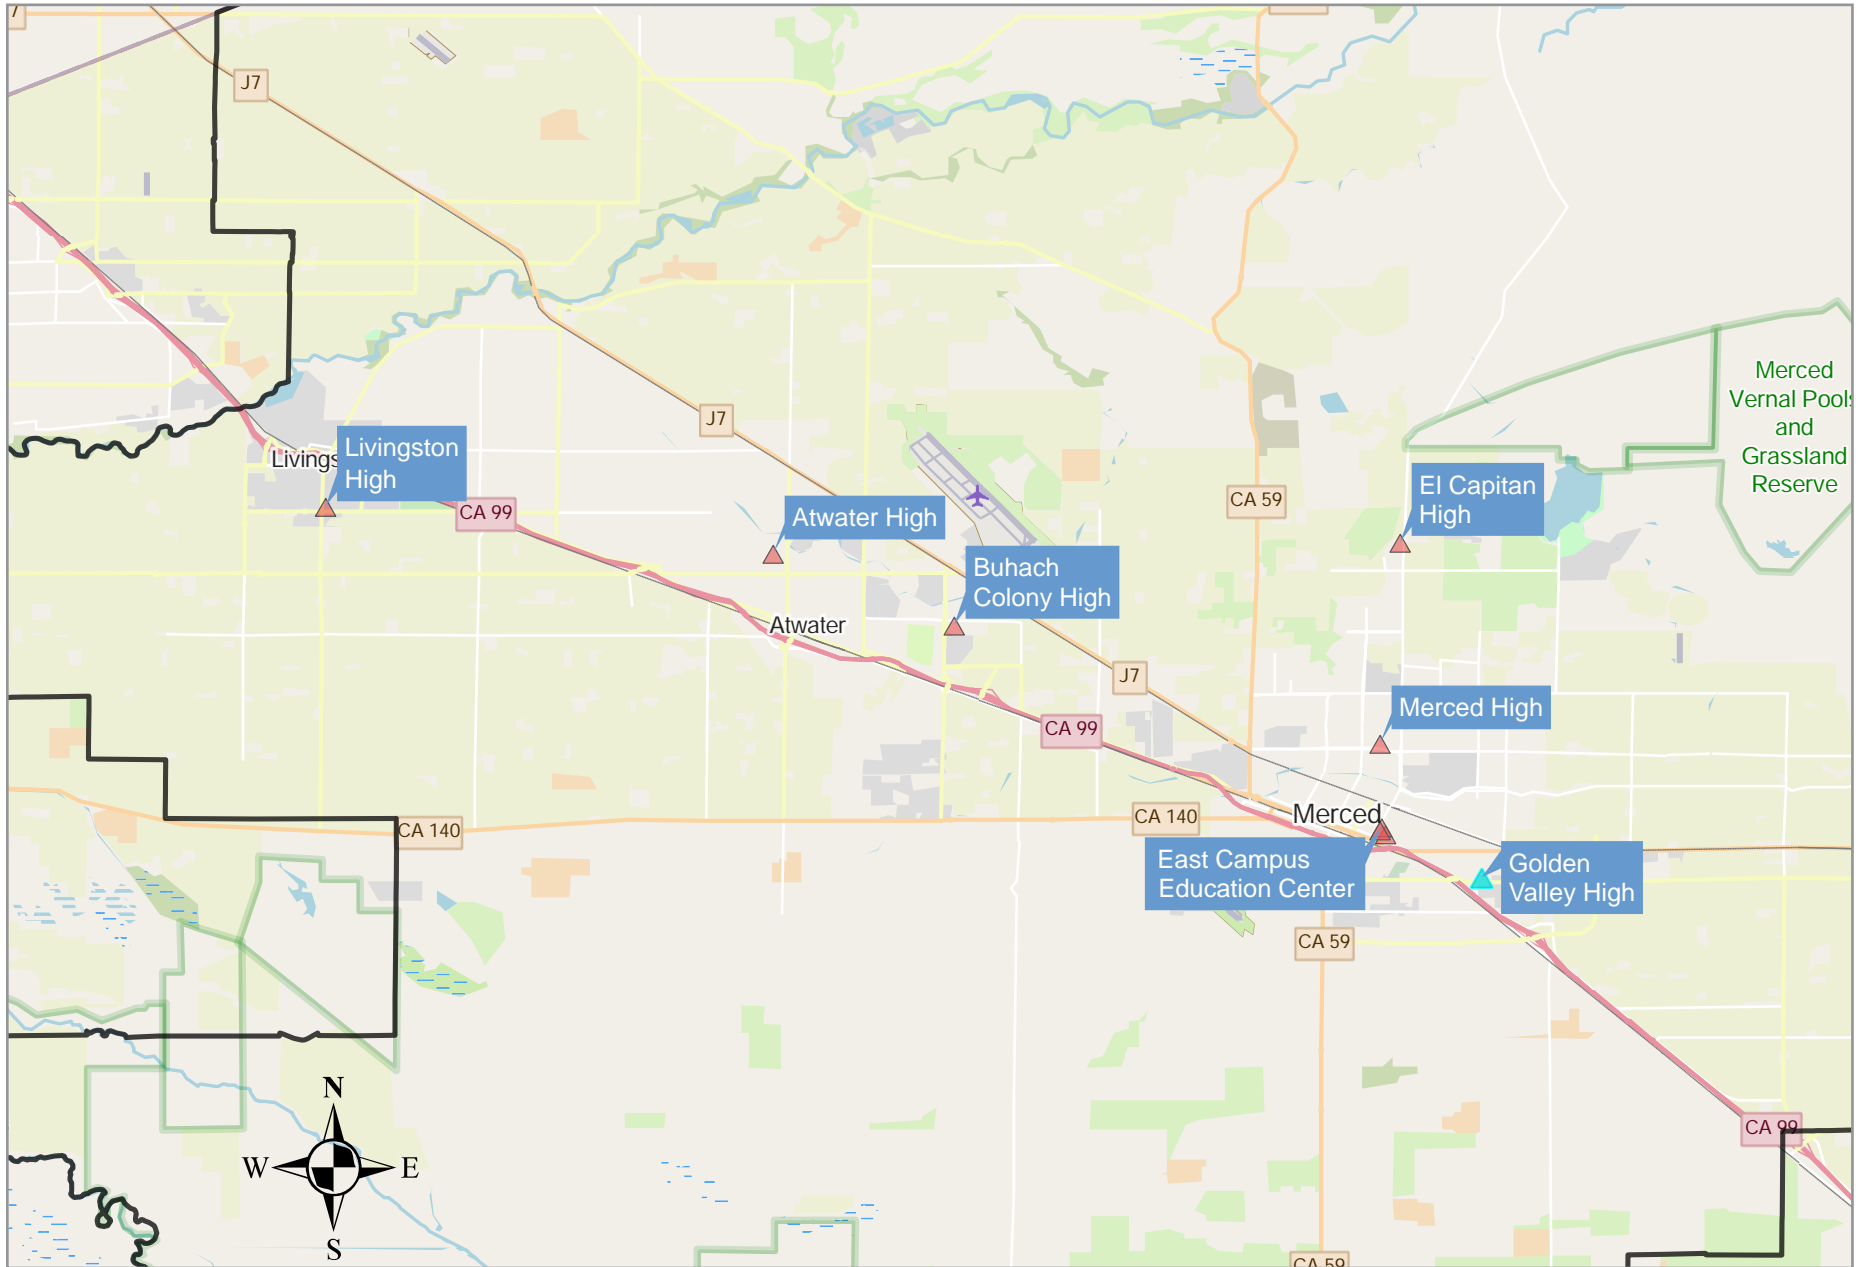 7
J7
Merced
Vernal Pools
and
Grassland
Reserve
J7
Livingston
High
Livings
CA 99
Atwater High
CA 59
El Capitan
High
Buhach
Colony High
Atwater
J7
Merced High
CA 99
CA 140
CA 140
Merced
East Campus
Education Center
Golden
Valley High
CA 59
N
W
E
S
CA 99
CA 59